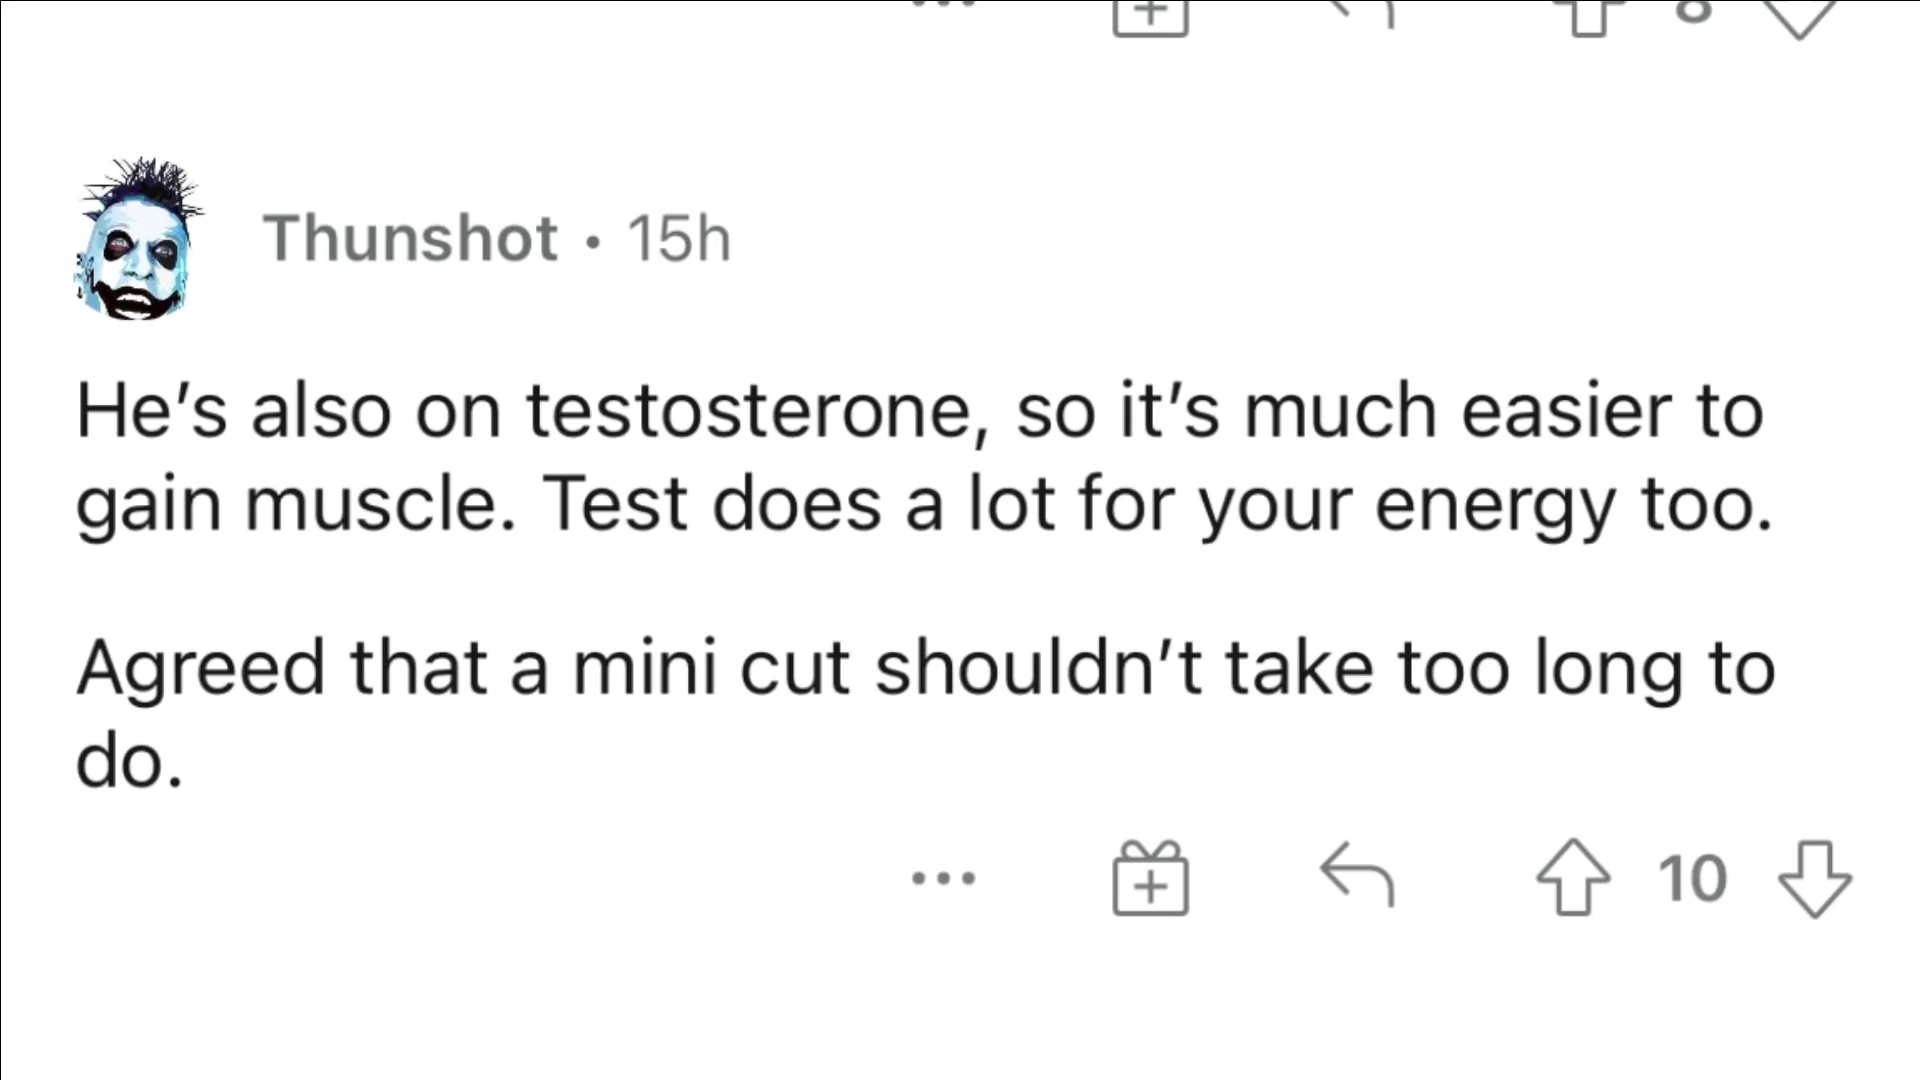 8
Thunshot • 15h
He’s also on testosterone, so it’s much easier to
gain muscle. Test does a lot for your energy too.
Agreed that a mini cut shouldn’t take too long to
do.
10